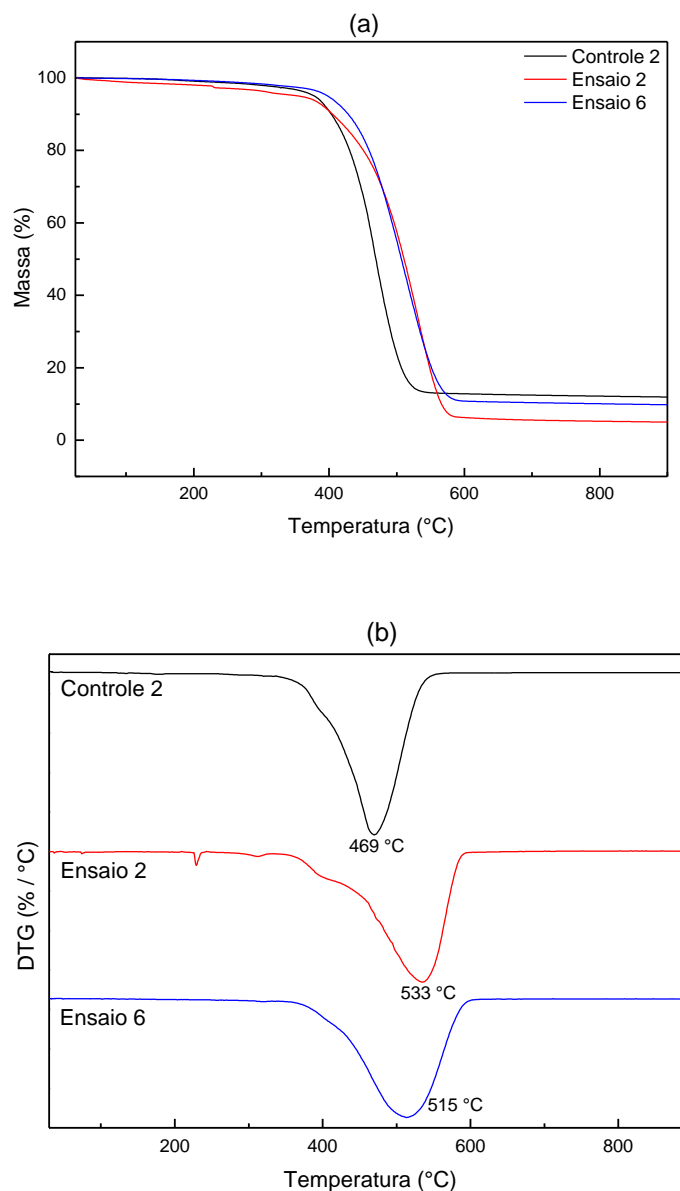 (a)
Controle 2
Ensaio 2
Ensaio 6
100
80
60
40
20
0
Massa (%)
200 400 600 800
Temperatura (°C)
(b)
Controle 2
469 °C
Ensaio 2
533 °C
Ensaio 6
515 °C
DTG (% / °C)
200 400 600 800
Temperatura (°C)